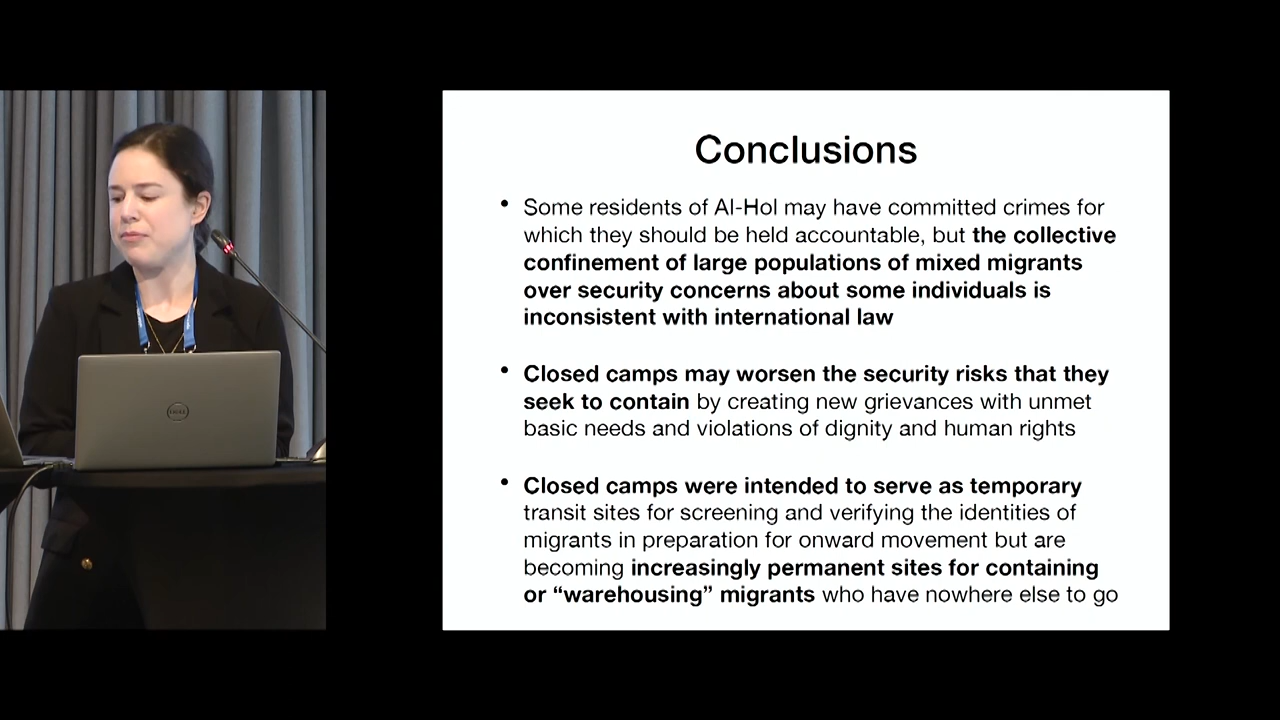 Conclusions
• Some residents of Al-Hol may have committed crimes for
which they should be held accountable, but the collective
confinement of large populations of mixed migrants
over security concerns about some individuals is
inconsistent with international law
• Closed camps may worsen the security risks that they
seek to contain by creating new grievances with unmet
basic needs and violations of dignity and human rights
• Closed camps were intended to serve as temporary
transit sites for screening and verifying the identities of
migrants in preparation for onward movement but are
becoming increasingly permanent sites for containing
or “warehousing” migrants who have nowhere else to go
DELL